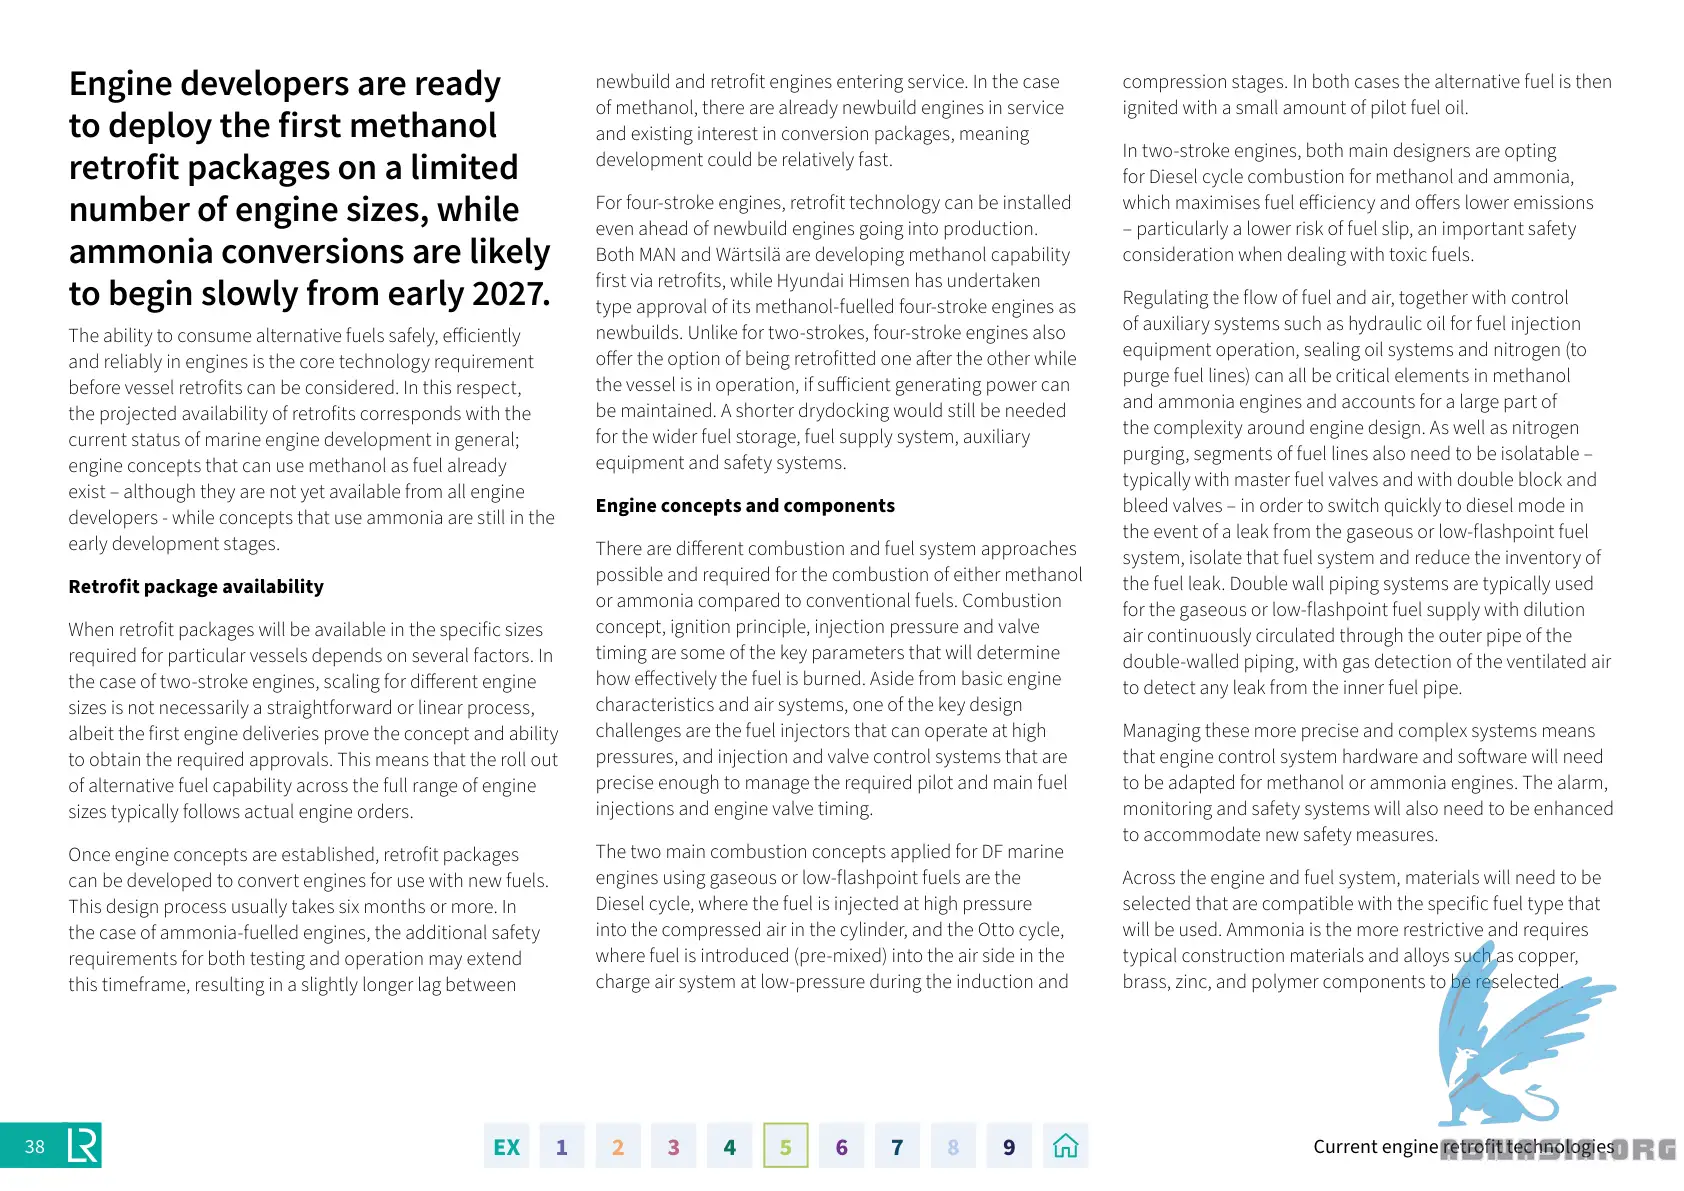 Engine developers are ready
to deploy the first methanol
retrofit packages on a limited
number of engine sizes, while
ammonia conversions are likely
to begin slowly from early 2027.
The ability to consume alternative fuels safely, efficiently
and reliably in engines is the core technology requirement
before vessel retrofits can be considered. In this respect,
the projected availability of retrofits corresponds with the
current status of marine engine development in general;
engine concepts that can use methanol as fuel already
exist – although they are not yet available from all engine
developers - while concepts that use ammonia are still in the
early development stages.
Retrofit package availability
When retrofit packages will be available in the specific sizes
required for particular vessels depends on several factors. In
the case of two-stroke engines, scaling for different engine
sizes is not necessarily a straightforward or linear process,
albeit the first engine deliveries prove the concept and ability
to obtain the required approvals. This means that the roll out
of alternative fuel capability across the full range of engine
sizes typically follows actual engine orders.
Once engine concepts are established, retrofit packages
can be developed to convert engines for use with new fuels.
This design process usually takes six months or more. In
the case of ammonia-fuelled engines, the additional safety
requirements for both testing and operation may extend
this timeframe, resulting in a slightly longer lag between
newbuild and retrofit engines entering service. In the case
of methanol, there are already newbuild engines in service
and existing interest in conversion packages, meaning
development could be relatively fast.
For four-stroke engines, retrofit technology can be installed
even ahead of newbuild engines going into production.
Both MAN and Wärtsilä are developing methanol capability
first via retrofits, while Hyundai Himsen has undertaken
type approval of its methanol-fuelled four-stroke engines as
newbuilds. Unlike for two-strokes, four-stroke engines also
offer the option of being retrofitted one after the other while
the vessel is in operation, if sufficient generating power can
be maintained. A shorter drydocking would still be needed
for the wider fuel storage, fuel supply system, auxiliary
equipment and safety systems.
Engine concepts and components
There are different combustion and fuel system approaches
possible and required for the combustion of either methanol
or ammonia compared to conventional fuels. Combustion
concept, ignition principle, injection pressure and valve
timing are some of the key parameters that will determine
how effectively the fuel is burned. Aside from basic engine
characteristics and air systems, one of the key design
challenges are the fuel injectors that can operate at high
pressures, and injection and valve control systems that are
precise enough to manage the required pilot and main fuel
injections and engine valve timing.
The two main combustion concepts applied for DF marine
engines using gaseous or low-flashpoint fuels are the
Diesel cycle, where the fuel is injected at high pressure
into the compressed air in the cylinder, and the Otto cycle,
where fuel is introduced (pre-mixed) into the air side in the
charge air system at low-pressure during the induction and
compression stages. In both cases the alternative fuel is then
ignited with a small amount of pilot fuel oil.
In two-stroke engines, both main designers are opting
for Diesel cycle combustion for methanol and ammonia,
which maximises fuel efficiency and offers lower emissions
– particularly a lower risk of fuel slip, an important safety
consideration when dealing with toxic fuels.
Regulating the flow of fuel and air, together with control
of auxiliary systems such as hydraulic oil for fuel injection
equipment operation, sealing oil systems and nitrogen (to
purge fuel lines) can all be critical elements in methanol
and ammonia engines and accounts for a large part of
the complexity around engine design. As well as nitrogen
purging, segments of fuel lines also need to be isolatable –
typically with master fuel valves and with double block and
bleed valves – in order to switch quickly to diesel mode in
the event of a leak from the gaseous or low-flashpoint fuel
system, isolate that fuel system and reduce the inventory of
the fuel leak. Double wall piping systems are typically used
for the gaseous or low-flashpoint fuel supply with dilution
air continuously circulated through the outer pipe of the
double-walled piping, with gas detection of the ventilated air
to detect any leak from the inner fuel pipe.
Managing these more precise and complex systems means
that engine control system hardware and software will need
to be adapted for methanol or ammonia engines. The alarm,
monitoring and safety systems will also need to be enhanced
to accommodate new safety measures.
Across the engine and fuel system, materials will need to be
selected that are compatible with the specific fuel type that
will be used. Ammonia is the more restrictive and requires
typical construction materials and alloys such as copper,
brass, zinc, and polymer components to be reselected.
38 LR EX 1 2 3 4 5 6 7 8 9 Current engine retrofit technologies